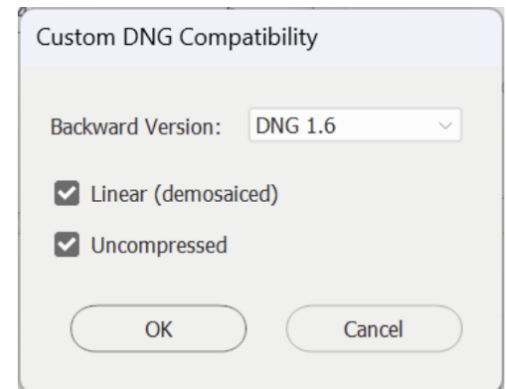 Custom DNG Compatibility
Backward Version: DNG 1.6
Linear (demosaiced)
Uncompressed
OK Cancel